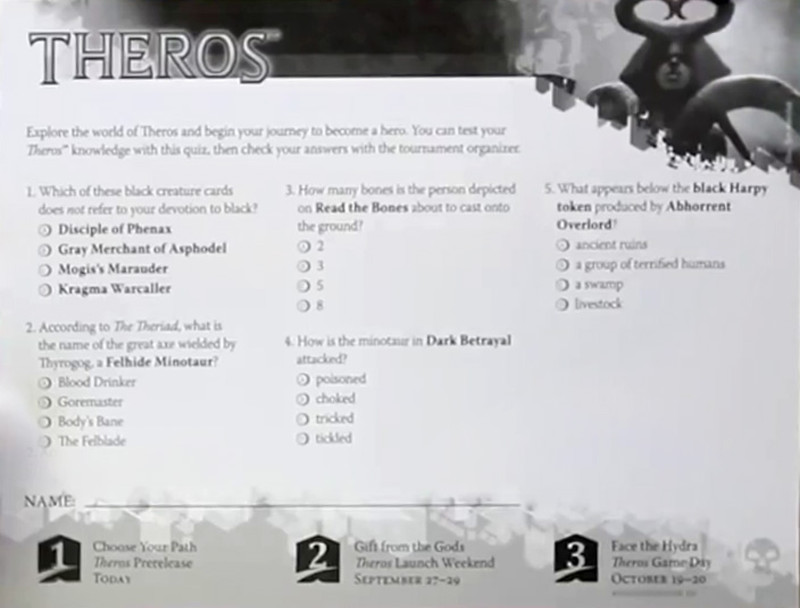 THEROS™
Explore the world of Theros and begin your journey to become a hero. You can test your
Theros™ knowledge with this quiz, then check your answers with the tournament organizer.
1. Which of these black creature cards
does not refer to your devotion to black?
Disciple of Phenax
Gray Merchant of Asphodel
Mogis's Marauder
Kragma Warcaller
2. According to The Theriad, what is
the name of the great axe wielded by
Thyrogog, a Felhide Minotaur?
Blood Drinker
Goremaster
Body's Bane
The Felblade
3. How many bones is the person depicted
on Read the Bones about to cast onto
the ground?
2
3
5
8
4. How is the minotaur in Dark Betrayal
attacked?
poisoned
choked
tricked
tickled
5. What appears below the black Harpy
token produced by Abhorrent
Overlord?
ancient ruins
a group of terrified humans
a swamp
livestock
NAME:
1
Choose Your Path
Theros Prerelease
TODAY
2
Gift from the Gods
Theros Launch Weekend
SEPTEMBER 27–29
3
Face the Hydra
Theros Game Day
OCTOBER 19–20